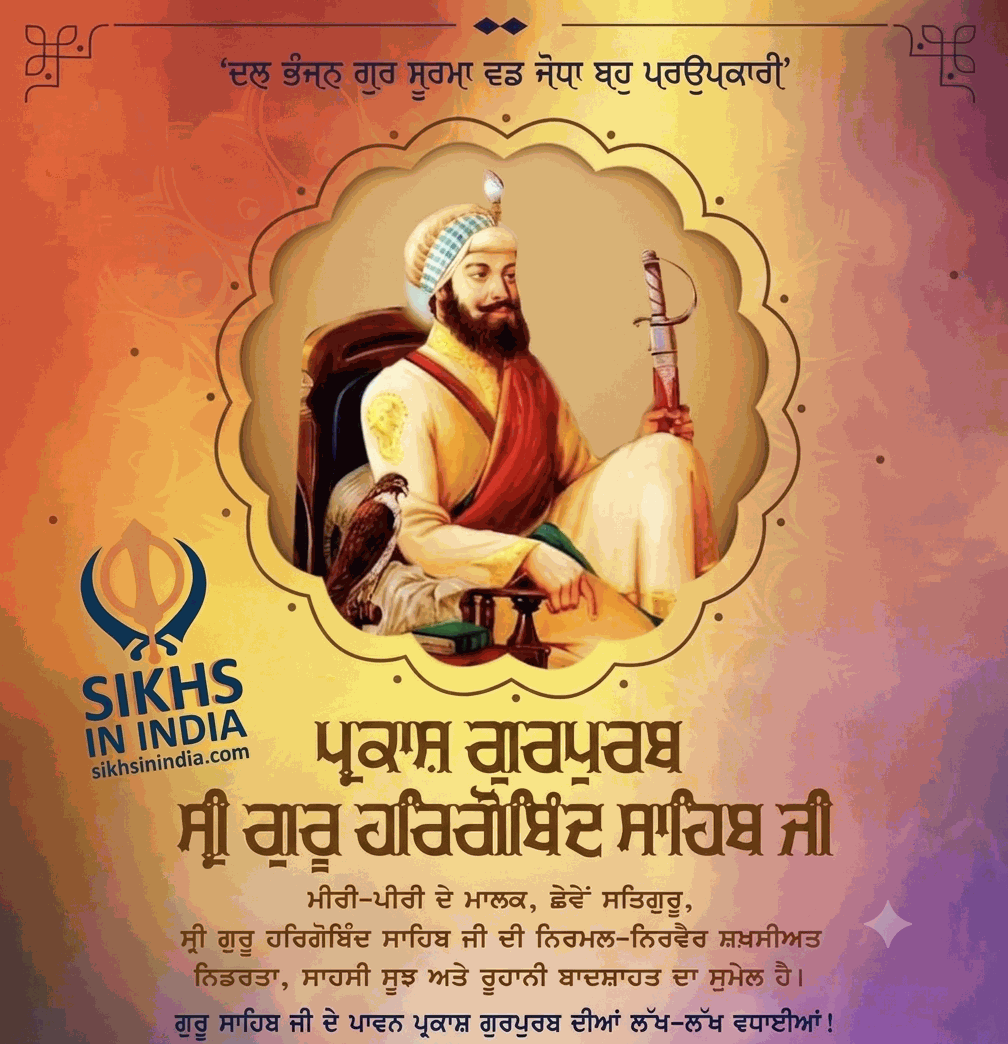 ‘ਦਲ ਭੰਜਨ ਗੁਰ ਸੂਰਮਾ ਵਡ ਜੋਧਾ ਬਹੁ ਪਰਉਪਕਾਰੀ’
SIKHS
IN INDIA
sikhsinindia.com
ਪ੍ਰਕਾਸ਼ ਗੁਰਪੁਰਬ
ਸ੍ਰੀ ਗੁਰੂ ਹਰਿਗੋਬਿੰਦ ਸਾਹਿਬ ਜੀ
ਮੀਰੀ-ਪੀਰੀ ਦੇ ਮਾਲਕ, ਛੇਵੇਂ ਸਤਿਗੁਰੂ,
ਸ੍ਰੀ ਗੁਰੂ ਹਰਿਗੋਬਿੰਦ ਸਾਹਿਬ ਜੀ ਦੀ ਨਿਰਮਲ-ਨਿਰਵੈਰ ਸ਼ਖ਼ਸੀਅਤ
ਨਿਡਰਤਾ, ਸਾਹਸੀ ਸੂਝ ਅਤੇ ਰੂਹਾਨੀ ਬਾਦਸ਼ਾਹਤ ਦਾ ਸੁਮੇਲ ਹੈ।
ਗੁਰੂ ਸਾਹਿਬ ਜੀ ਦੇ ਪਾਵਨ ਪ੍ਰਕਾਸ਼ ਗੁਰਪੁਰਬ ਦੀਆਂ ਲੱਖ-ਲੱਖ ਵਧਾਈਆਂ!